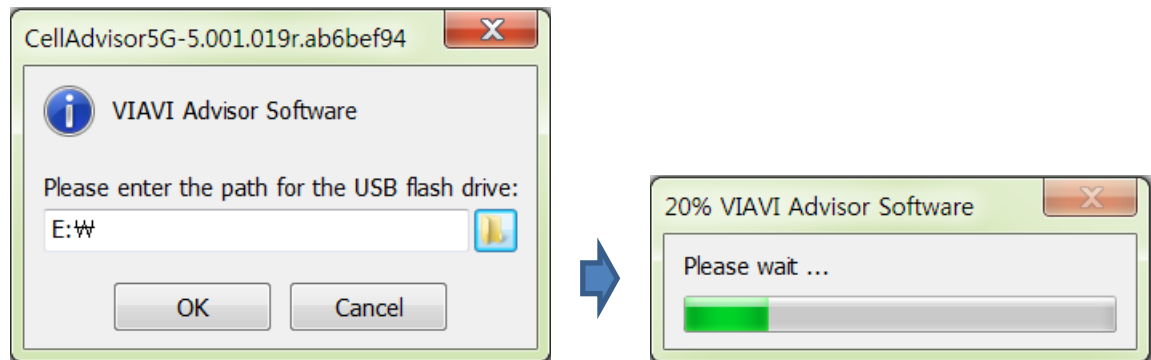 CellAdvisor5G-5.001.019r.ab6bef94
VIAVI Advisor Software
Please enter the path for the USB flash drive:
E:₩
OK
Cancel
20% VIAVI Advisor Software
Please wait ...